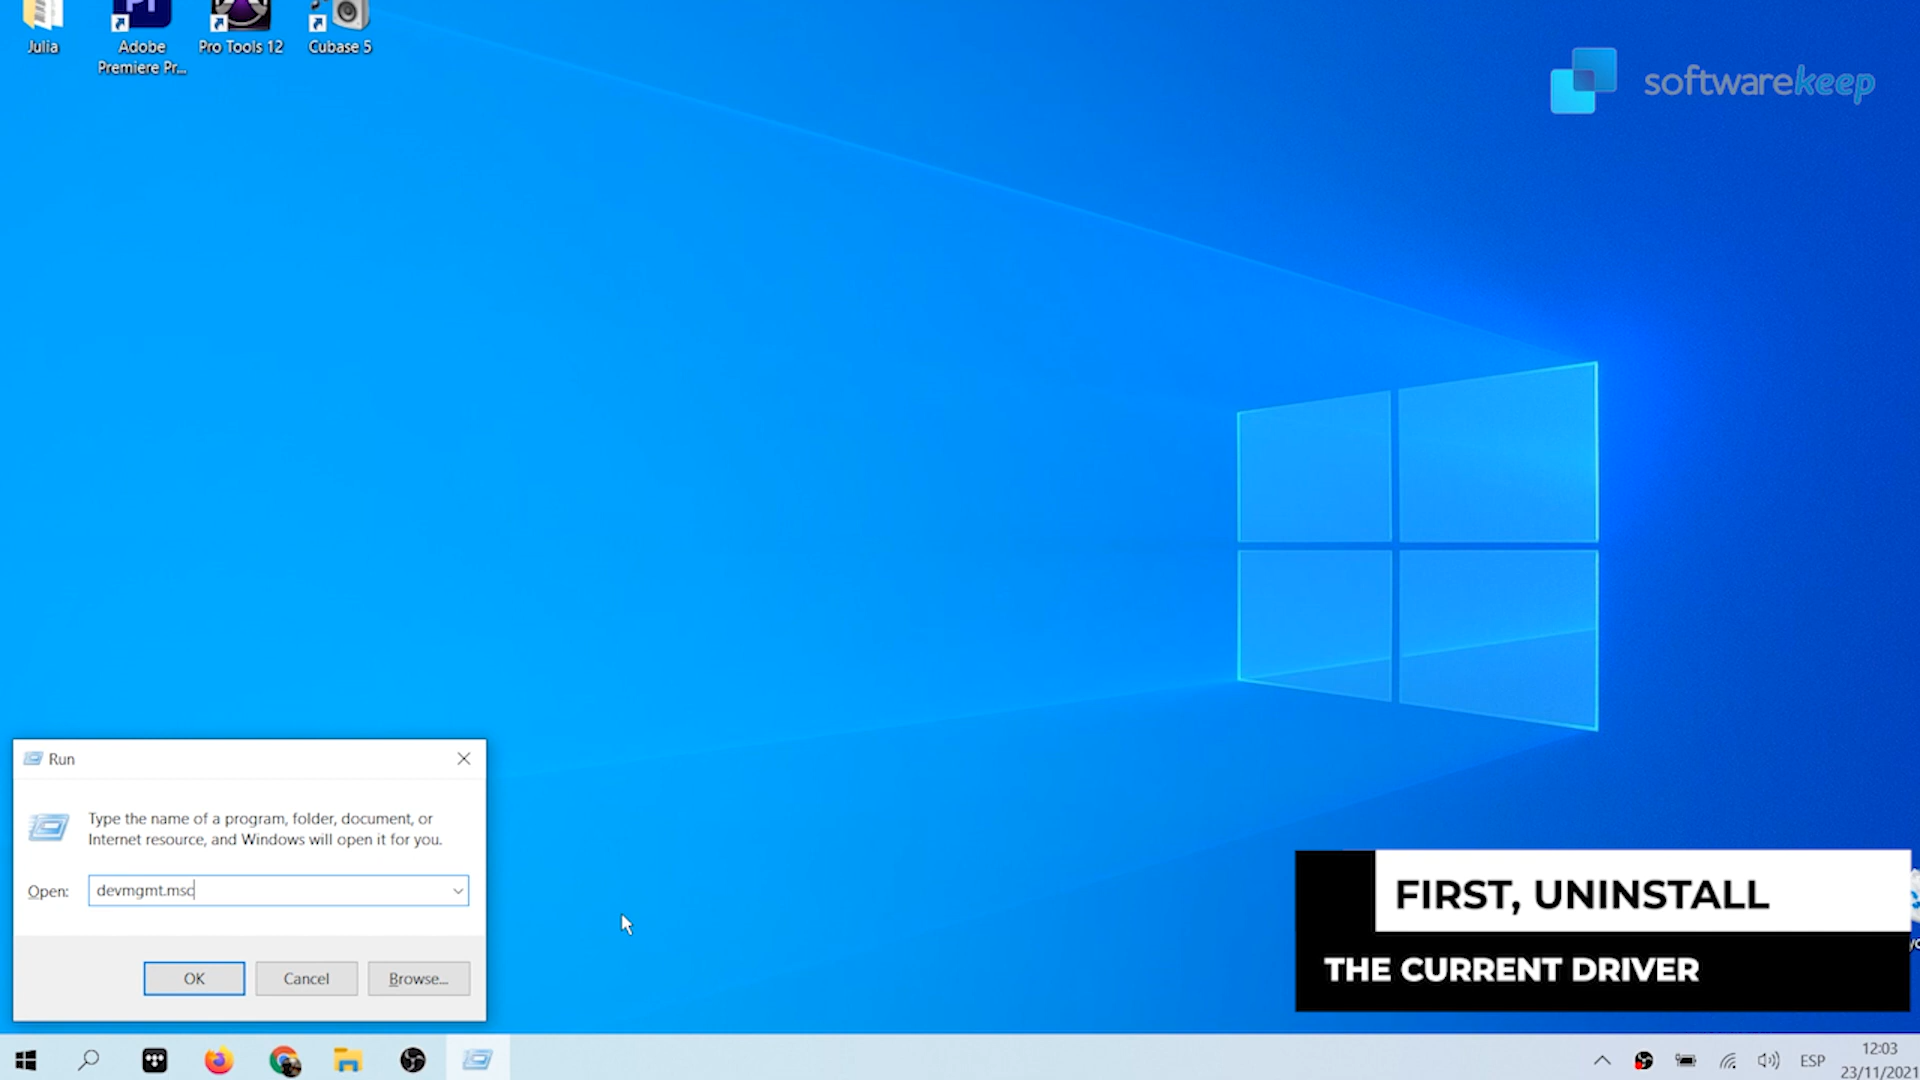 Julia
Adobe
Premiere Pr...
Pro Tools 12
Cubase 5
softwarekeep
Run
Type the name of a program, folder, document, or
Internet resource, and Windows will open it for you.
Open:
devmgmt.msc
OK
Cancel
Browse...
FIRST, UNINSTALL
THE CURRENT DRIVER
ESP
12:03
23/11/2021